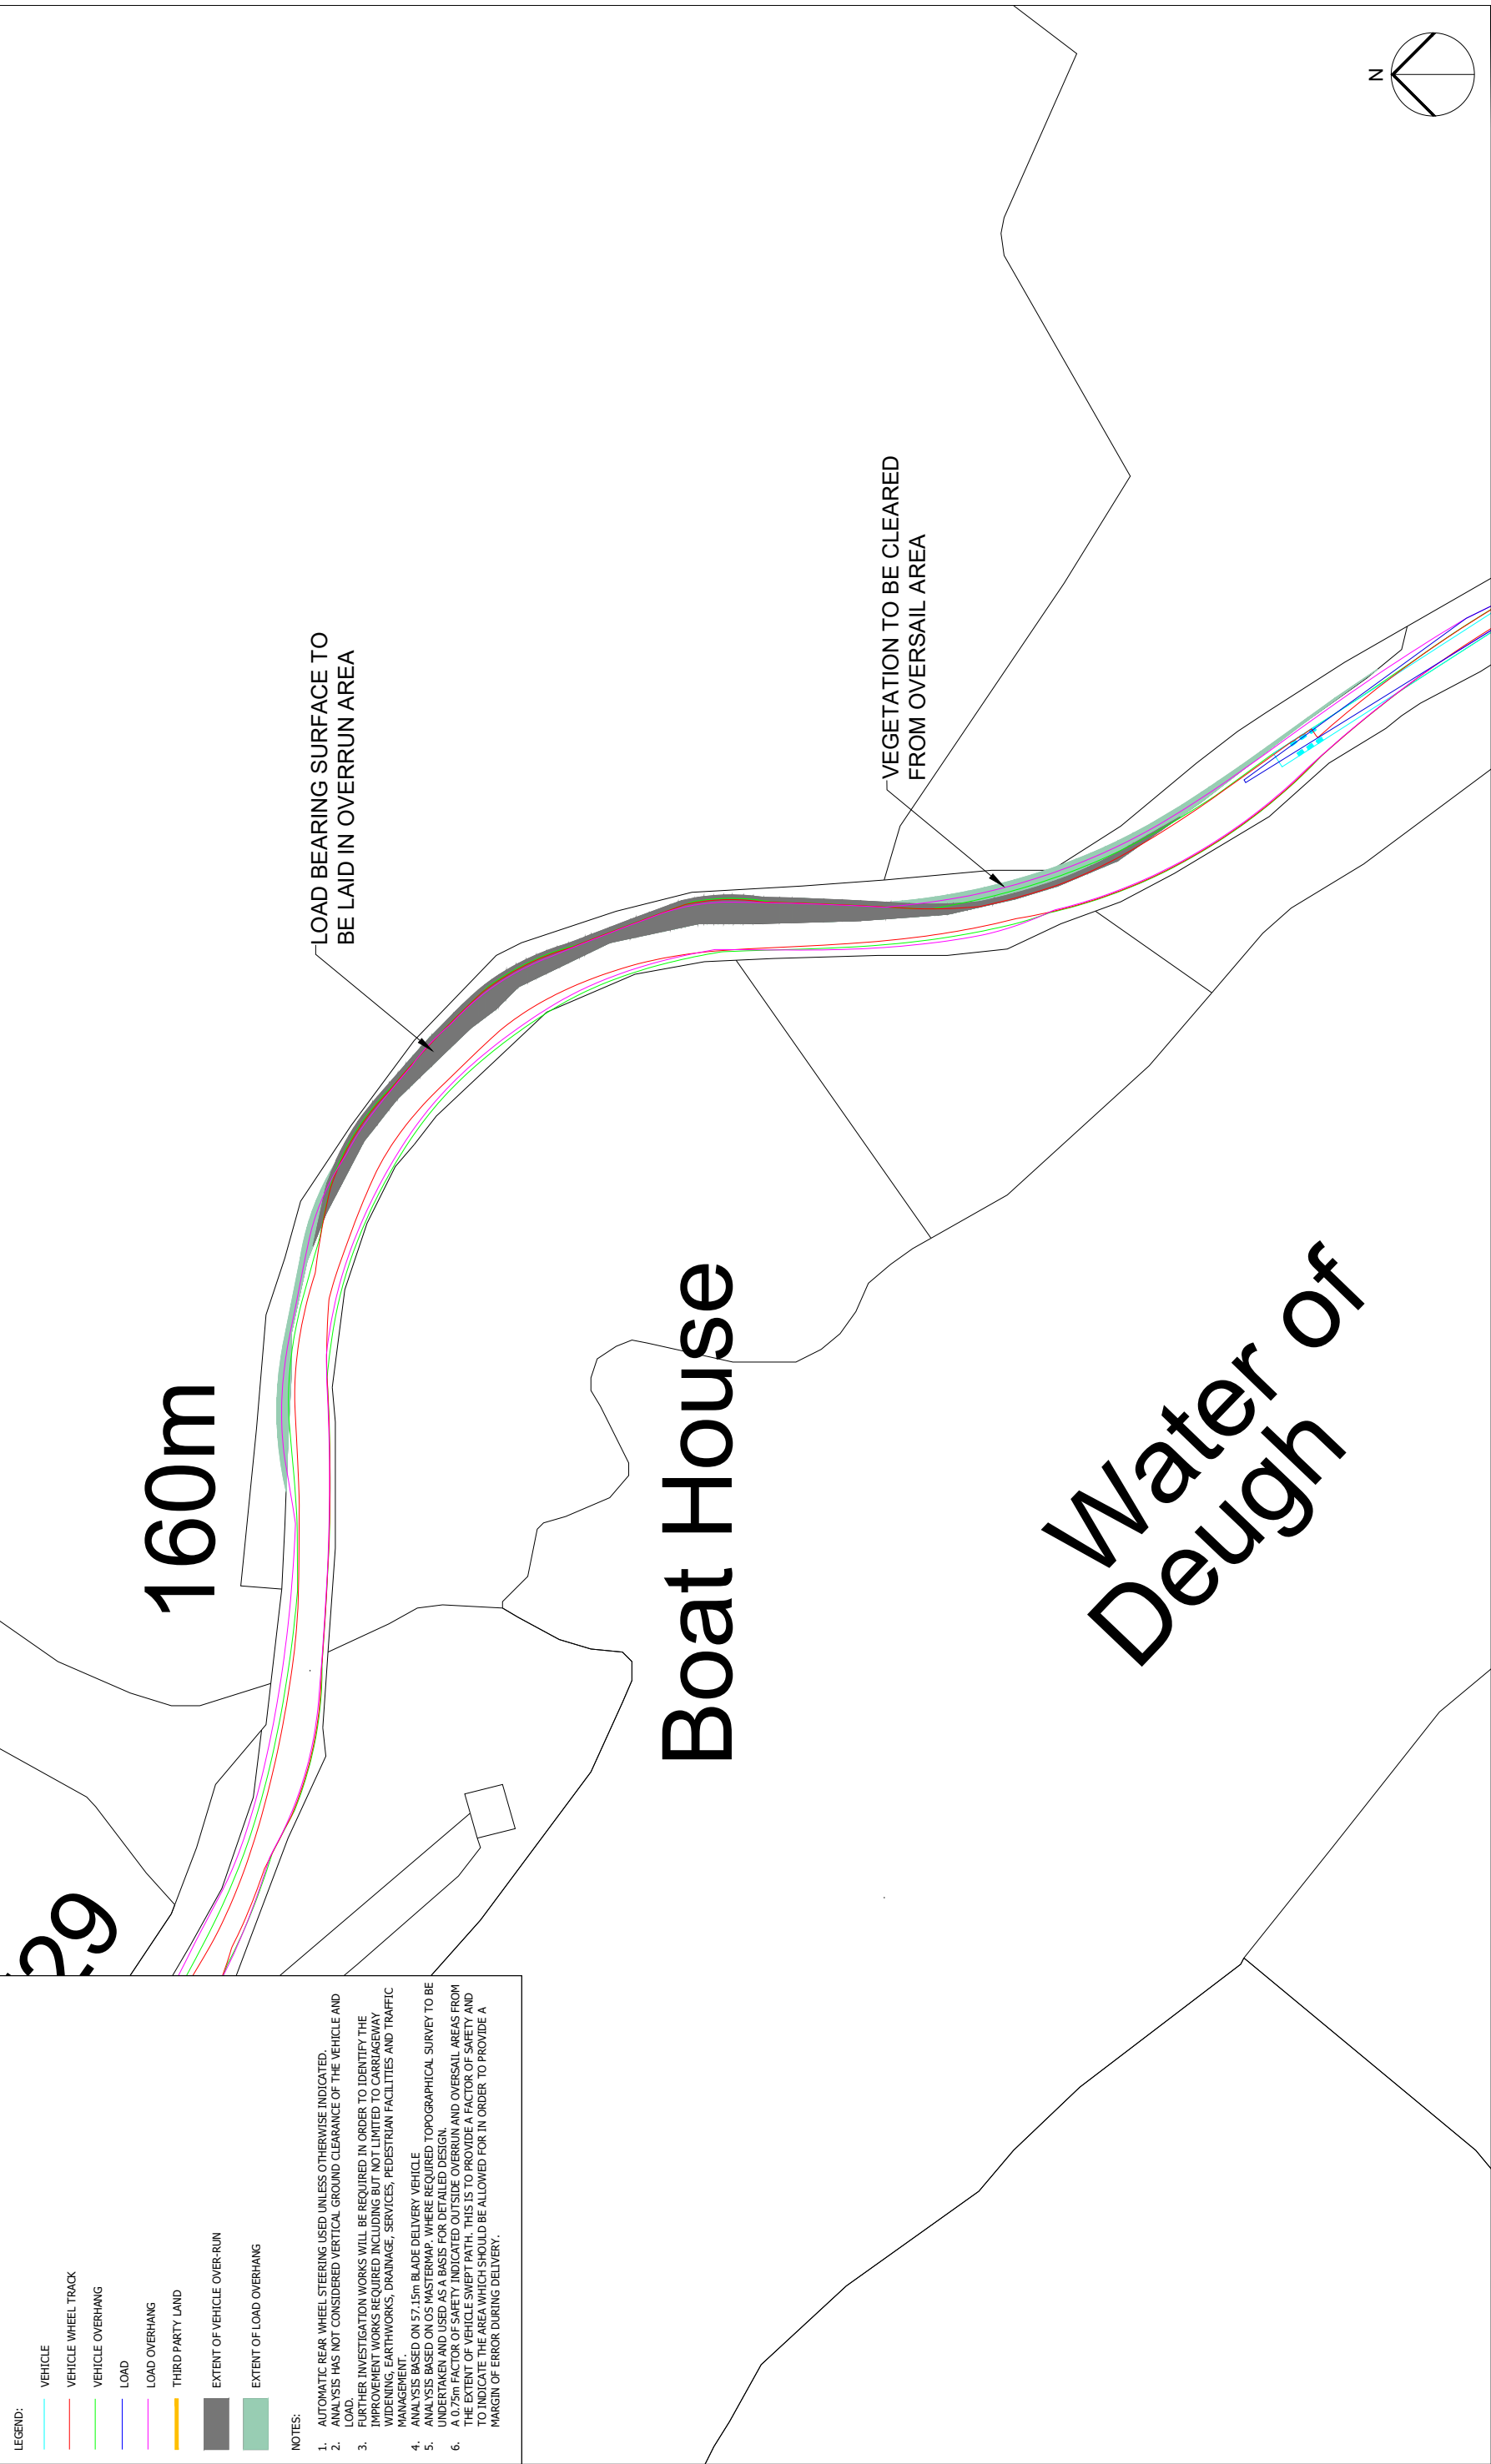 LEGEND:
VEHICLE
VEHICLE WHEEL TRACK
VEHICLE OVERHANG
LOAD
LOAD OVERHANG
THIRD PARTY LAND
EXTENT OF VEHICLE OVER-RUN
EXTENT OF LOAD OVERHANG
NOTES:
1. AUTOMATIC REAR WHEEL STEERING USED UNLESS OTHERWISE INDICATED.
2. ANALYSIS HAS NOT CONSIDERED VERTICAL GROUND CLEARANCE OF THE VEHICLE AND
LOAD.
3. FURTHER INVESTIGATION WORKS WILL BE REQUIRED IN ORDER TO IDENTIFY THE
IMPROVEMENT WORKS REQUIRED INCLUDING BUT NOT LIMITED TO CARRIAGEWAY
WIDENING, EARTHWORKS, DRAINAGE, SERVICES, PEDESTRIAN FACILITIES AND TRAFFIC
MANAGEMENT.
4. ANALYSIS BASED ON 57.15m BLADE DELIVERY VEHICLE
5. ANALYSIS BASED ON OS MASTERMAP. WHERE REQUIRED TOPOGRAPHICAL SURVEY TO BE
UNDERTAKEN AND USED AS A BASIS FOR DETAILED DESIGN.
6. A 0.75m FACTOR OF SAFETY INDICATED OUTSIDE OVERRUN AND OVERSAIL AREAS FROM
THE EXTENT OF VEHICLE SWEPT PATH. THIS IS TO PROVIDE A FACTOR OF SAFETY AND
TO INDICATE THE AREA WHICH SHOULD BE ALLOWED FOR IN ORDER TO PROVIDE A
MARGIN OF ERROR DURING DELIVERY.
29
160m
LOAD BEARING SURFACE TO
BE LAID IN OVERRUN AREA
Boat House
VEGETATION TO BE CLEARED
FROM OVERSAIL AREA
Water of
Deugh
N